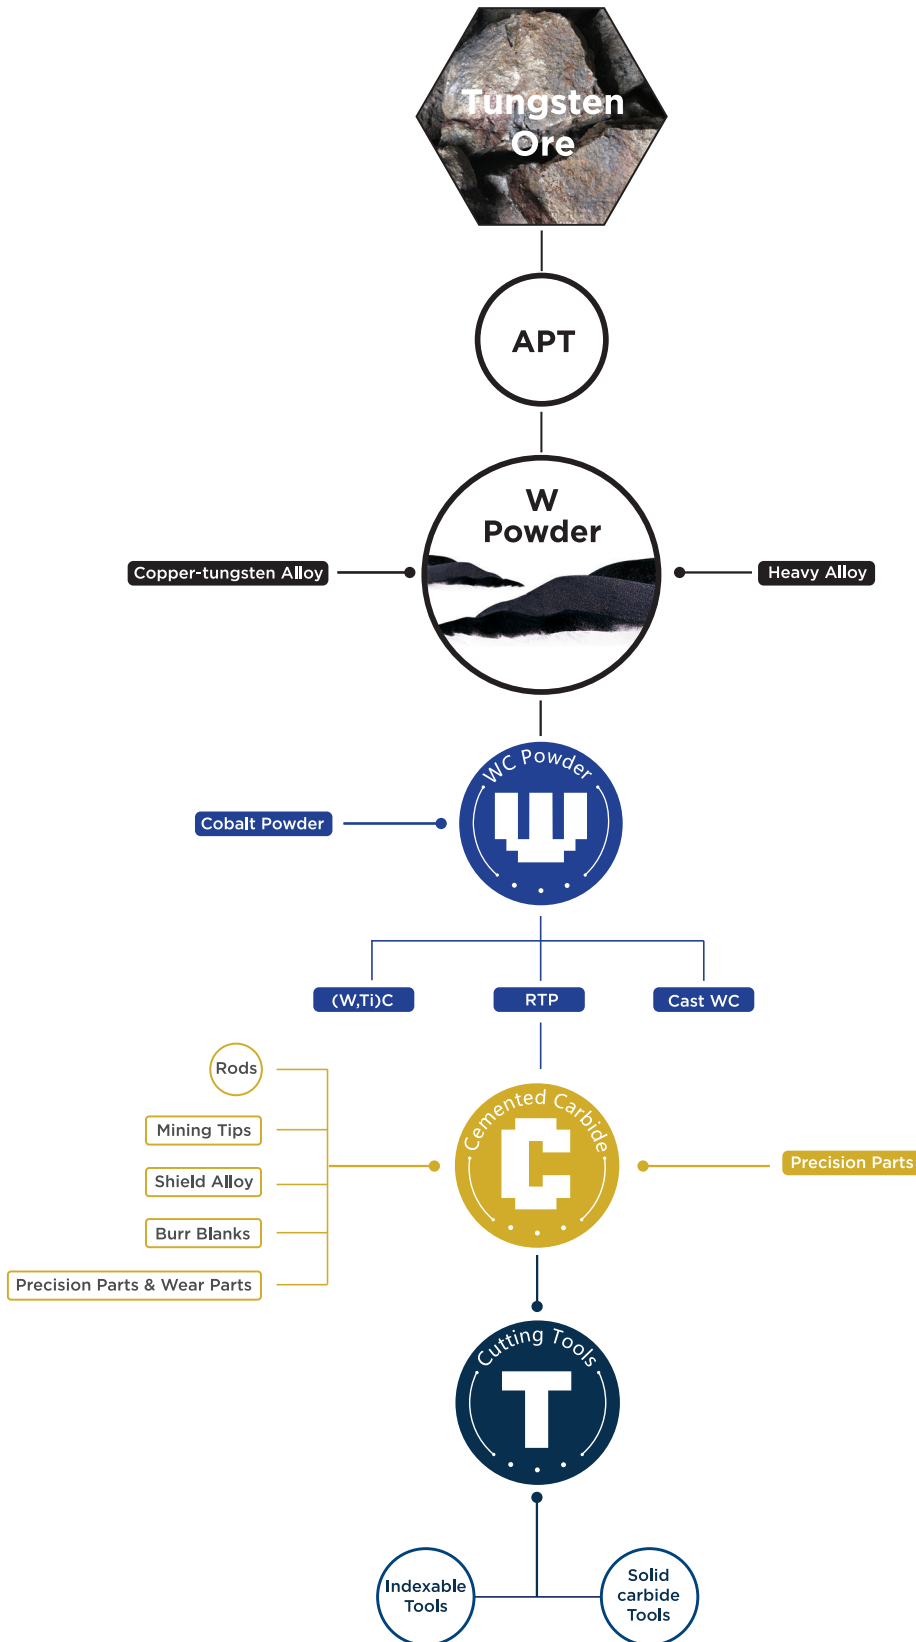 Tungsten
Ore
APT
W
Powder
Copper-tungsten Alloy
Heavy Alloy
WC Powder
W
Cobalt Powder
(W,Ti)C
RTP
Cast WC
Rods
Mining Tips
Shield Alloy
Burr Blanks
Precision Parts & Wear Parts
Cemented Carbide
C
Precision Parts
Cutting Tools
T
Indexable
Tools
Solid
carbide
Tools